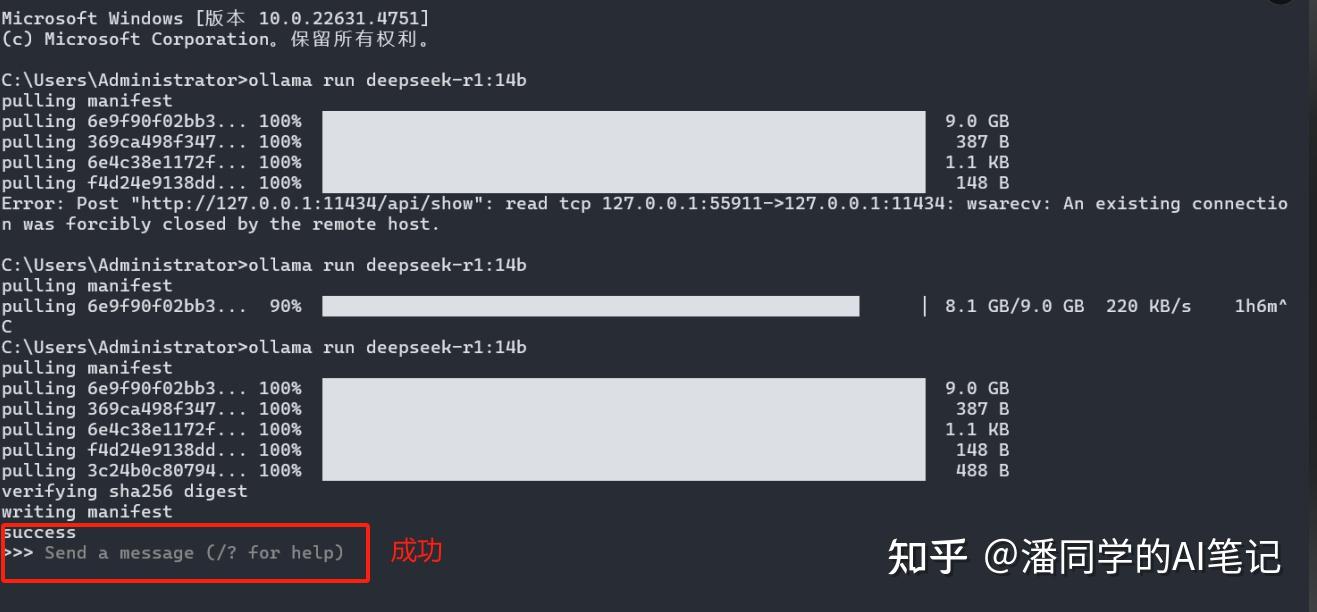 Microsoft Windows [版本 10.0.22631.4751]
(c) Microsoft Corporation。保留所有权利。
C:\Users\Administrator>ollama run deepseek-r1:14b
pulling manifest
pulling 6e9f90f02bb3... 100% 9.0 GB
pulling 369ca498f347... 100% 387 B
pulling 6e4c38e1172f... 100% 1.1 KB
pulling f4d24e9138dd... 100% 148 B
Error: Post "http://127.0.0.1:11434/api/show": read tcp 127.0.0.1:55911->127.0.0.1:11434: wsarecv: An existing connectio
n was forcibly closed by the remote host.
C:\Users\Administrator>ollama run deepseek-r1:14b
pulling manifest
pulling 6e9f90f02bb3... 90% | 8.1 GB/9.0 GB 220 KB/s 1h6m^
C
C:\Users\Administrator>ollama run deepseek-r1:14b
pulling manifest
pulling 6e9f90f02bb3... 100% 9.0 GB
pulling 369ca498f347... 100% 387 B
pulling 6e4c38e1172f... 100% 1.1 KB
pulling f4d24e9138dd... 100% 148 B
pulling 3c24b0c80794... 100% 488 B
verifying sha256 digest
writing manifest
success
>>> Send a message (/? for help) 成功
知乎 @潘同学的AI笔记